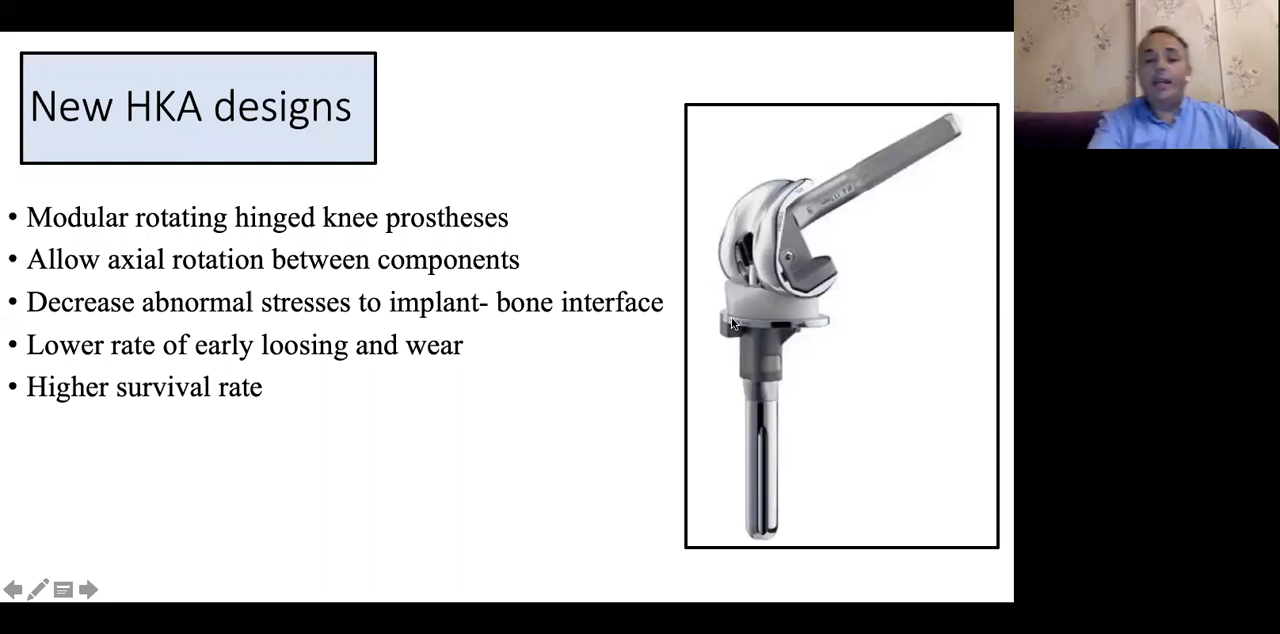 New HKA designs
• Modular rotating hinged knee prostheses
• Allow axial rotation between components
• Decrease abnormal stresses to implant- bone interface
• Lower rate of early loosing and wear
• Higher survival rate